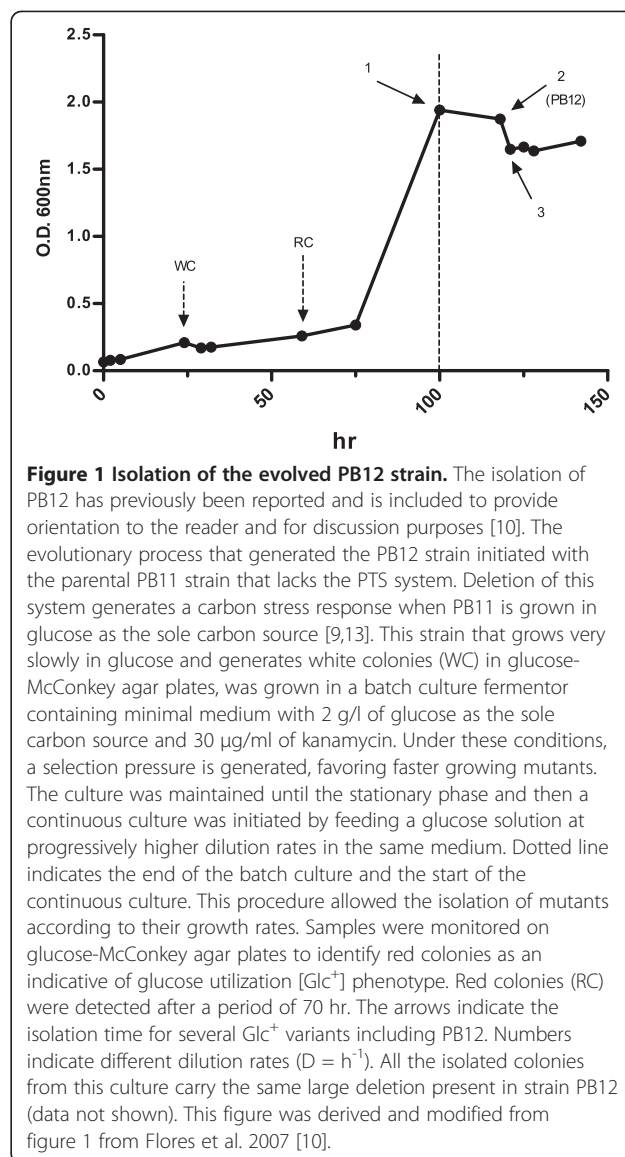 2.5
2.0
1.5
1.0
0.5
0.0
O.D. 600nm
1
2
(PB12)
3
WC
RC
0
50
100
150
hr
Figure 1 Isolation of the evolved PB12 strain. The isolation of
PB12 has previously been reported and is included to provide
orientation to the reader and for discussion purposes [10]. The
evolutionary process that generated the PB12 strain initiated with
the parental PB11 strain that lacks the PTS system. Deletion of this
system generates a carbon stress response when PB11 is grown in
glucose as the sole carbon source [9,13]. This strain that grows very
slowly in glucose and generates white colonies (WC) in glucose-
McConkey agar plates, was grown in a batch culture fermentor
containing minimal medium with 2 g/l of glucose as the sole
carbon source and 30 μg/ml of kanamycin. Under these conditions,
a selection pressure is generated, favoring faster growing mutants.
The culture was maintained until the stationary phase and then a
continuous culture was initiated by feeding a glucose solution at
progressively higher dilution rates in the same medium. Dotted line
indicates the end of the batch culture and the start of the
continuous culture. This procedure allowed the isolation of mutants
according to their growth rates. Samples were monitored on
glucose-McConkey agar plates to identify red colonies as an
indicative of glucose utilization [Glc⁺] phenotype. Red colonies (RC)
were detected after a period of 70 hr. The arrows indicate the
isolation time for several Glc⁺ variants including PB12. Numbers
indicate different dilution rates (D = h⁻¹). All the isolated colonies
from this culture carry the same large deletion present in strain PB12
(data not shown). This figure was derived and modified from
figure 1 from Flores et al. 2007 [10].